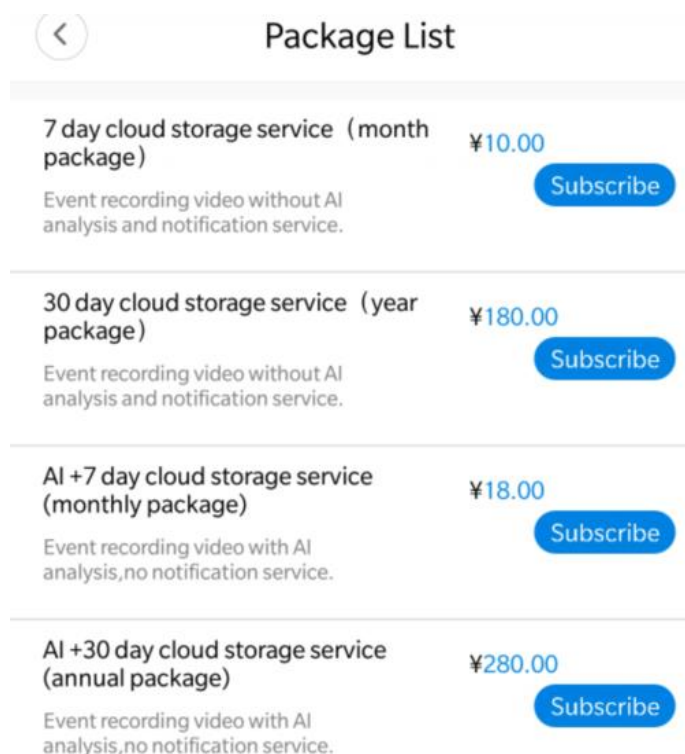 Package List
7 day cloud storage service（month
package）
¥10.00
Subscribe
Event recording video without AI
analysis and notification service.
30 day cloud storage service（year
package）
¥180.00
Subscribe
Event recording video without AI
analysis and notification service.
AI +7 day cloud storage service
(monthly package)
¥18.00
Subscribe
Event recording video with AI
analysis,no notification service.
AI +30 day cloud storage service
(annual package)
¥280.00
Subscribe
Event recording video with AI
analysis,no notification service.